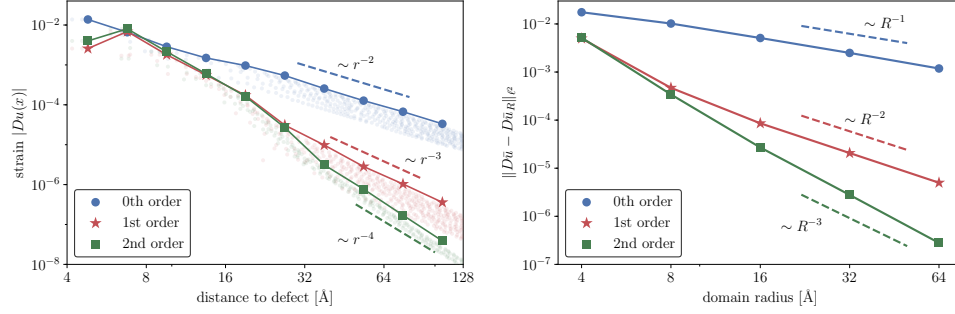 10⁻²
10⁻⁴
10⁻⁶
10⁻⁸
strain |Du(x)|
4
8
16
32
64
128
distance to defect [Å]
∼ r⁻²
∼ r⁻³
∼ r⁻⁴
0th order
1st order
2nd order
10⁻²
10⁻³
10⁻⁴
10⁻⁵
10⁻⁶
10⁻⁷
‖Dū − Dū_R‖_ℓ²
4
8
16
32
64
domain radius [Å]
∼ R⁻¹
∼ R⁻²
∼ R⁻³
0th order
1st order
2nd order